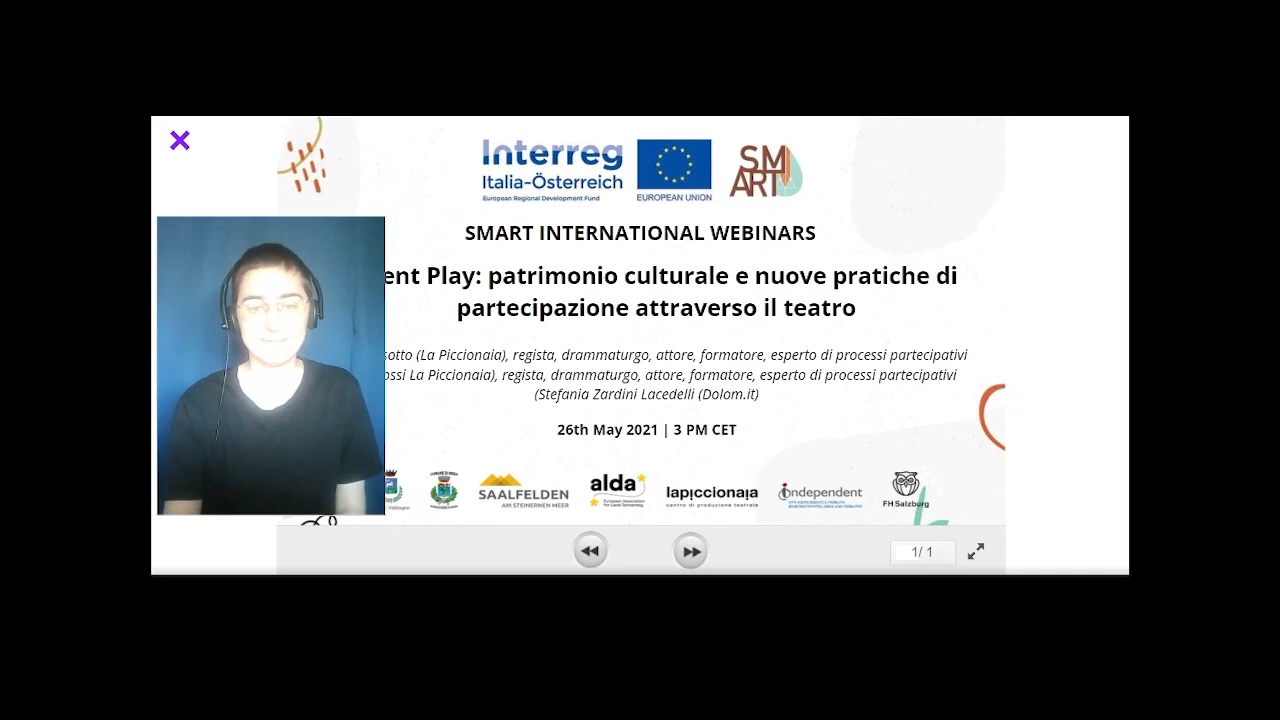 Interreg
Italia-Österreich
European Regional Development Fund
EUROPEAN UNION
SM
ART
SMART INTERNATIONAL WEBINARS
ent Play: patrimonio culturale e nuove pratiche di
partecipazione attraverso il teatro
sotto (La Piccionaia), regista, drammaturgo, attore, formatore, esperto di processi partecipativi
ossi La Piccionaia), regista, drammaturgo, attore, formatore, esperto di processi partecipativi
(Stefania Zardini Lacedelli (Dolom.it)
26th May 2021 | 3 PM CET
SAALFELDEN
AM STEINERNEN MEER
alda
European Association
for Local Democracy
lapiccionaia
centro di produzione teatrale
independent
FH Salzburg
1/ 1